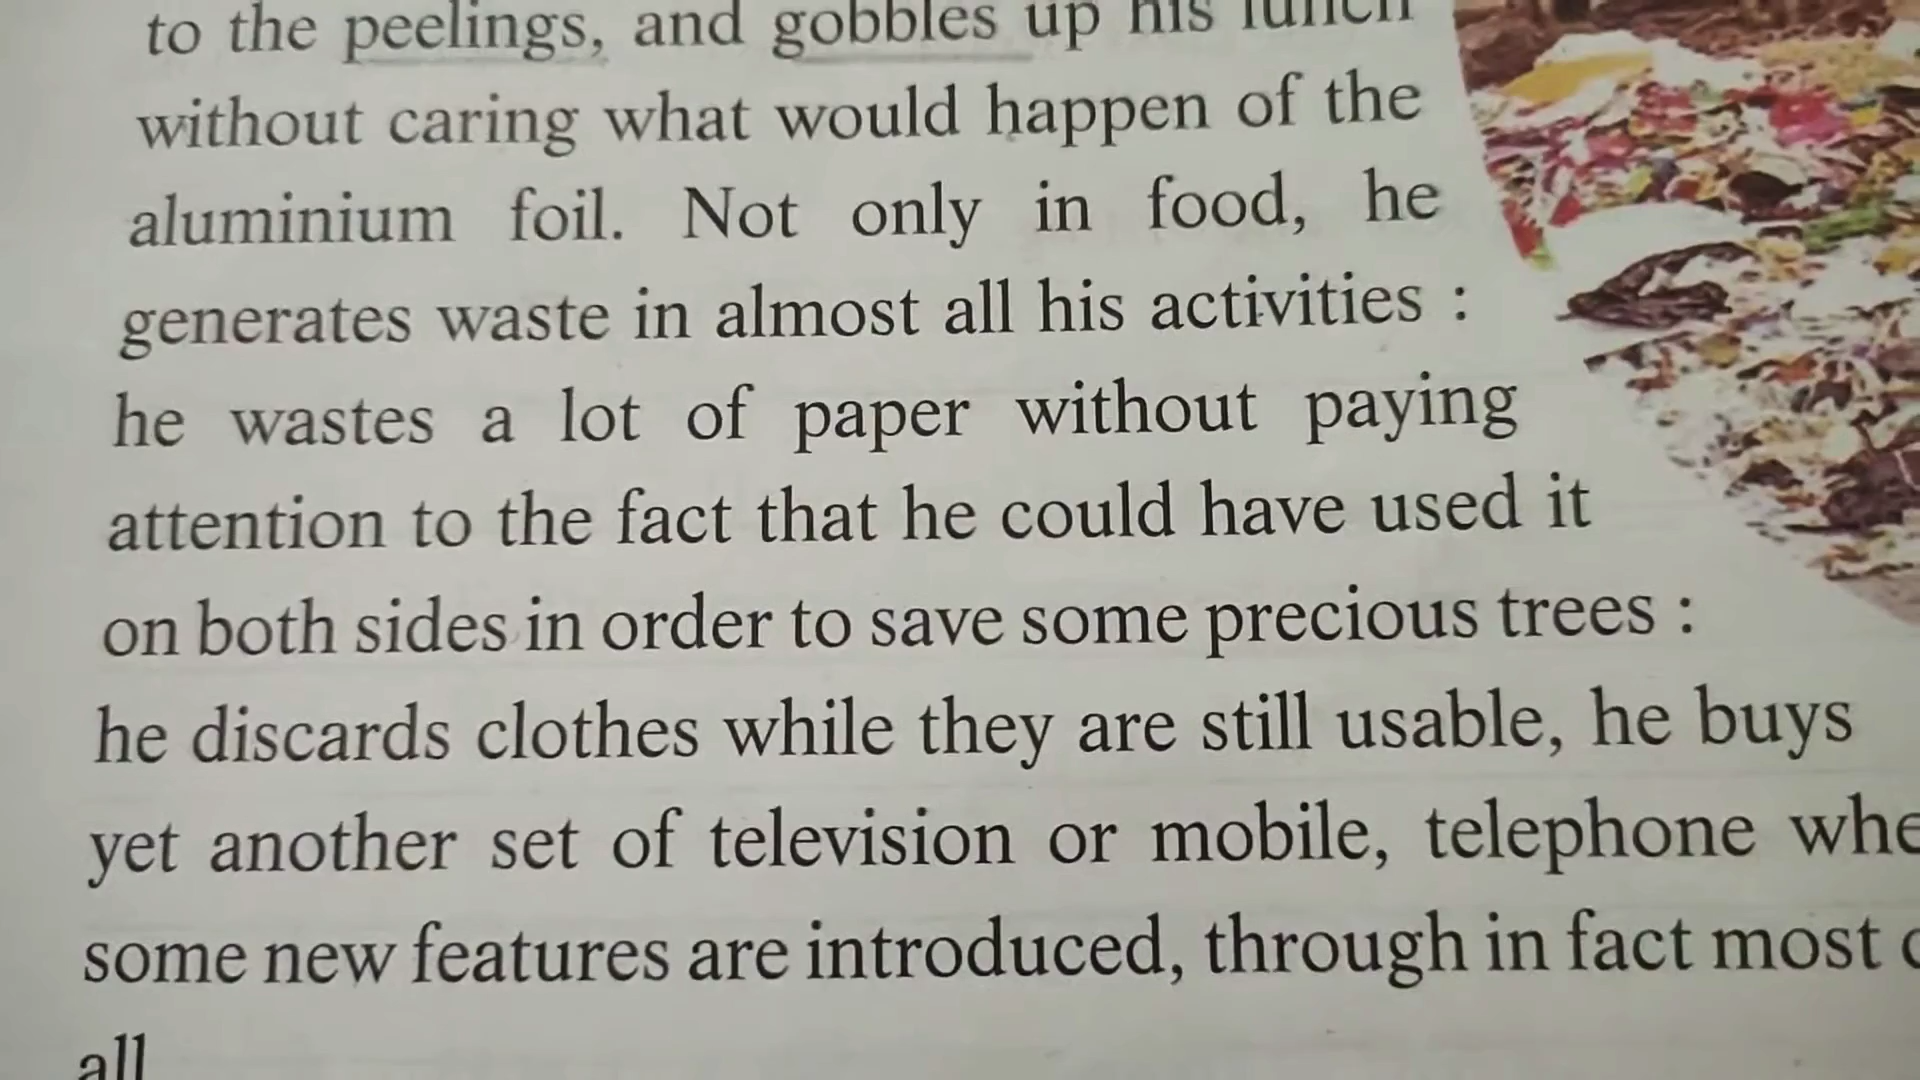 to the peelings, and gobbles up his lunch
without caring what would happen of the
aluminium foil. Not only in food, he
generates waste in almost all his activities :
he wastes a lot of paper without paying
attention to the fact that he could have used it
on both sides in order to save some precious trees :
he discards clothes while they are still usable, he buys
yet another set of television or mobile, telephone
some new features are introduced, through in fact most
all